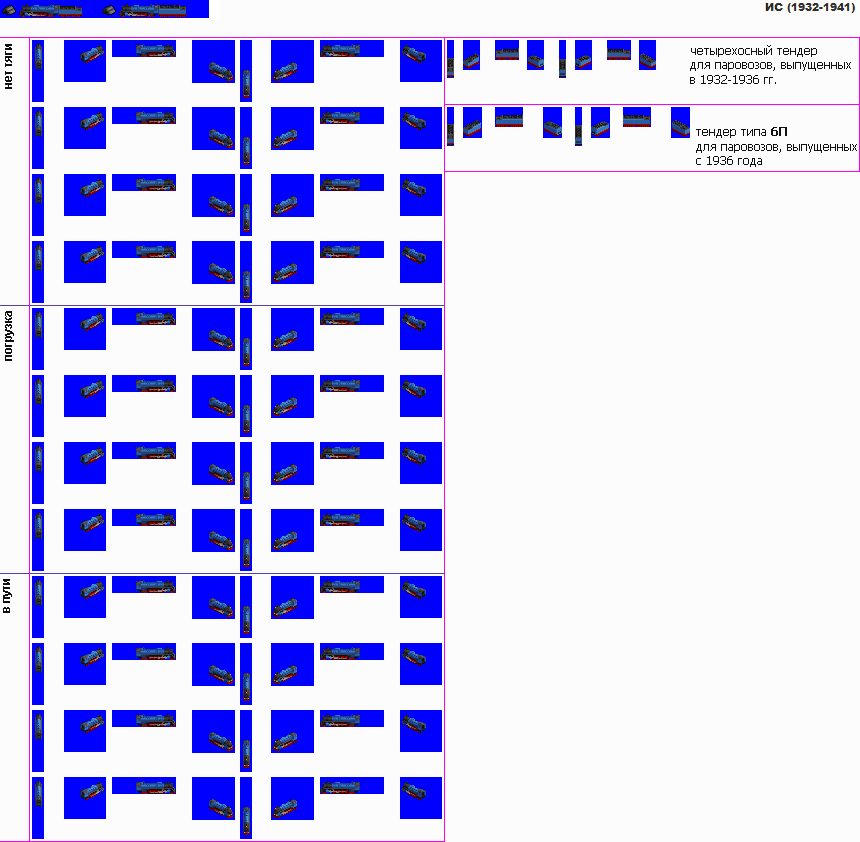 ИС (1932-1941)
нет тяги
четырехосный тендер
для паровозов, выпущенных
в 1932-1936 гг.
тендер типа 6П
для паровозов, выпущенных
с 1936 года
погрузка
в пути